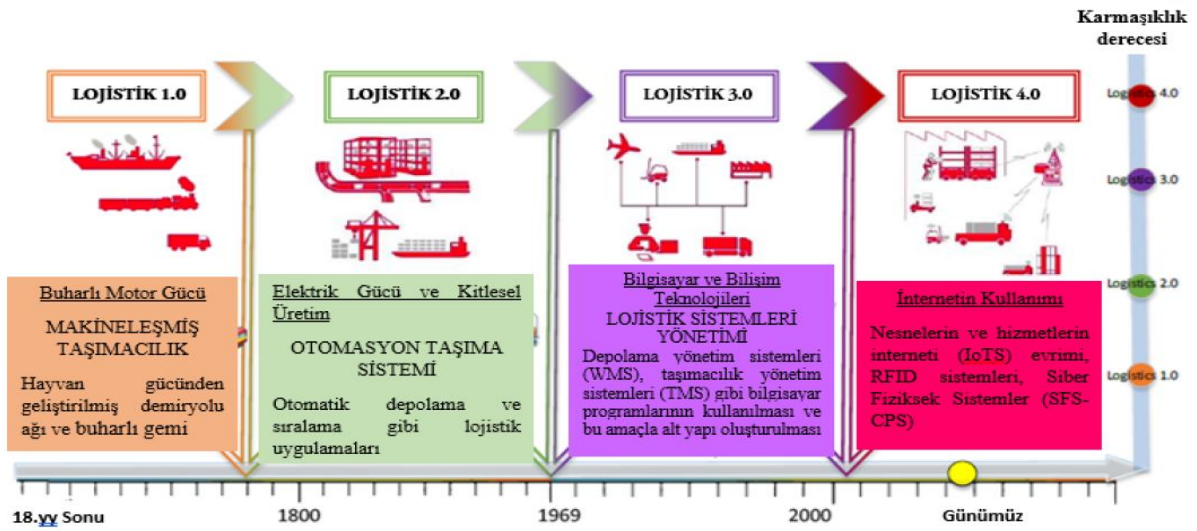 Karmaşıklık
derecesi
LOJİSTİK 1.0
LOJİSTİK 2.0
LOJİSTİK 3.0
LOJİSTİK 4.0
Logistics 4.0
Logistics 3.0
Logistics 2.0
Logistics 1.0
Buharlı Motor Gücü
MAKİNELEŞMİŞ
TAŞIMACILIK
Hayvan gücünden
geliştirilmiş demiryolu
ağı ve buharlı gemi
Elektrik Gücü ve Kitlesel
Üretim
OTOMASYON TAŞIMA
SİSTEMİ
Otomatik depolama ve
sıralama gibi lojistik
uygulamaları
Bilgisayar ve Bilişim
Teknolojileri
LOJİSTİK SİSTEMLERİ
YÖNETİMİ
Depolama yönetim sistemleri
(WMS), taşımacılık yönetim
sistemleri (TMS) gibi bilgisayar
programlarının kullanılması ve
bu amaçla alt yapı oluşturulması
İnternetin Kullanımı
Nesnelerin ve hizmetlerin
interneti (IoTS) evrimi,
RFID sistemleri, Siber
Fiziksek Sistemler (SFS-
CPS)
18.yy Sonu
1800
1969
2000
Günümüz